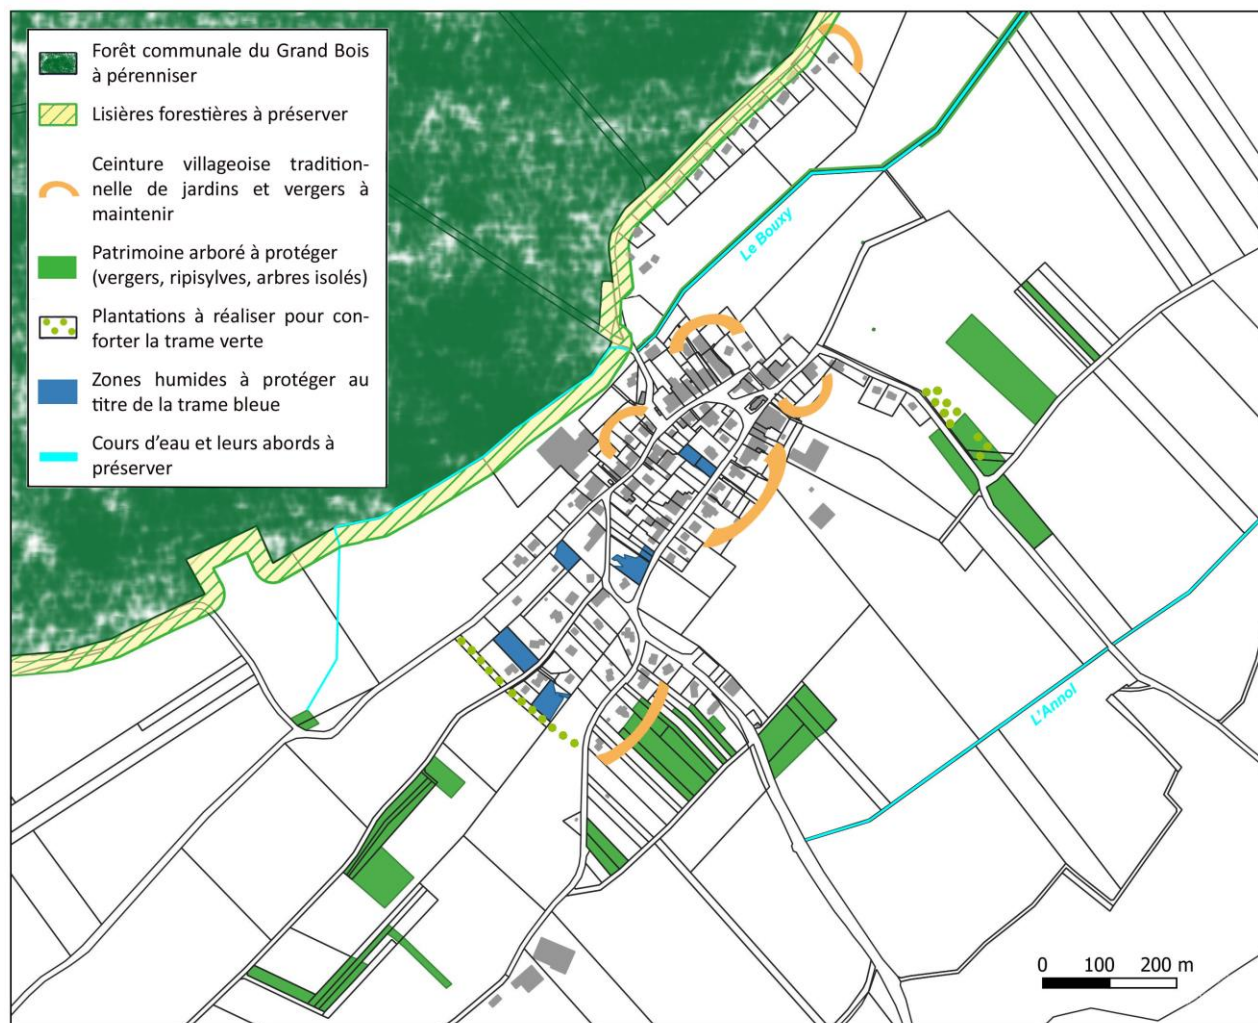 Forêt communale du Grand Bois
à pérenniser
Lisières forestières à préserver
Ceinture villageoise tradition-
nelle de jardins et vergers à
maintenir
Patrimoine arboré à protéger
(vergers, ripisylves, arbres isolés)
Plantations à réaliser pour con-
forter la trame verte
Zones humides à protéger au
titre de la trame bleue
Cours d'eau et leurs abords à
préserver
Le Bouxy
L'Annol
0 100 200 m